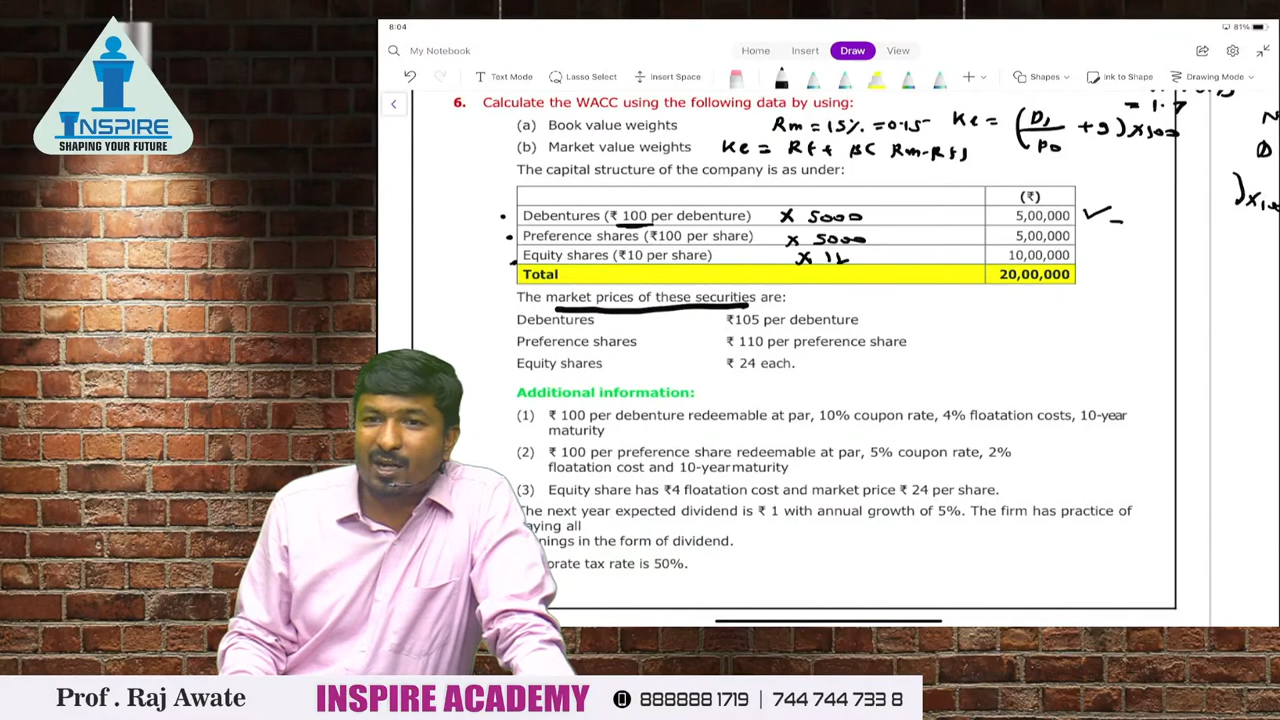 8:04
81%
INSPIRE
SHAPING YOUR FUTURE
My Notebook
Home Insert Draw View
Text Mode Lasso Select Insert Space Shapes Ink to Shape Drawing Mode
6. Calculate the WACC using the following data by using:
= 1.7
(a) Book value weights
Rm = 15% = 0.15 Ke = (D1/P0 + g) x 100
(b) Market value weights
Ke = Rf + β( Rm-Rf)
The capital structure of the company is as under:
(₹)
Debentures (₹ 100 per debenture) x 5000 5,00,000
Preference shares (₹100 per share) x 5000 5,00,000
Equity shares (₹10 per share) x 1L 10,00,000
Total 20,00,000
The market prices of these securities are:
Debentures ₹105 per debenture
Preference shares ₹ 110 per preference share
Equity shares ₹ 24 each.
Additional information:
(1) ₹ 100 per debenture redeemable at par, 10% coupon rate, 4% floatation costs, 10-year
maturity
(2) ₹ 100 per preference share redeemable at par, 5% coupon rate, 2%
floatation cost and 10-yearmaturity
(3) Equity share has ₹4 floatation cost and market price ₹ 24 per share.
he next year expected dividend is ₹ 1 with annual growth of 5%. The firm has practice of
aying all
nings in the form of dividend.
orate tax rate is 50%.
Prof . Raj Awate INSPIRE ACADEMY 888888 1719 | 744 744 733 8